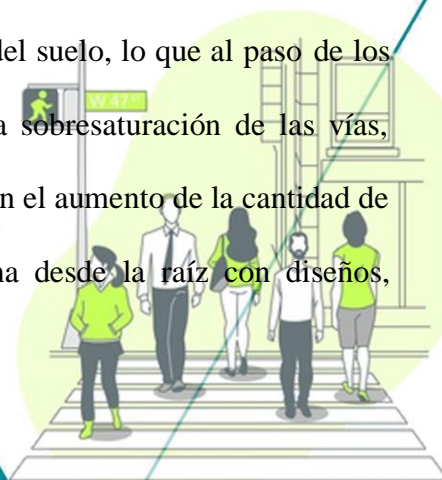 del suelo, lo que al paso de los
W 47
a sobresaturación de las vías,
n el aumento de la cantidad de
na desde la raíz con diseños,